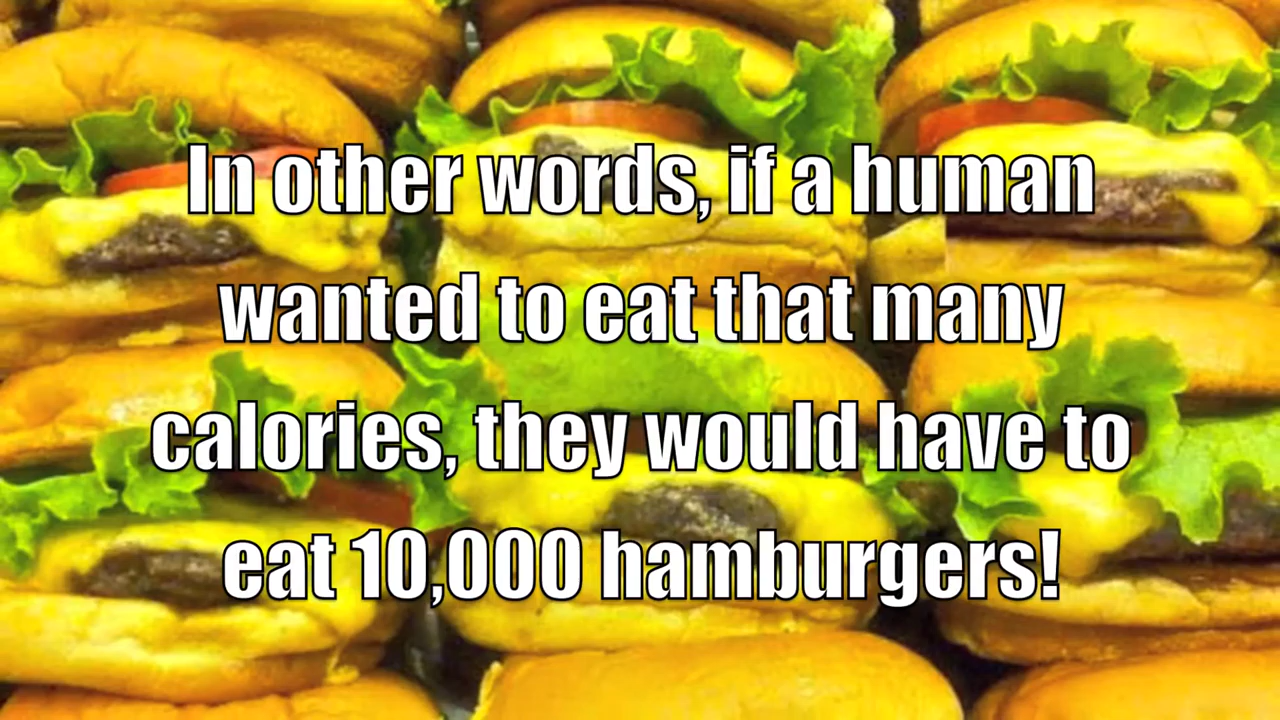 In other words, if a human
wanted to eat that many
calories, they would have to
eat 10,000 hamburgers!